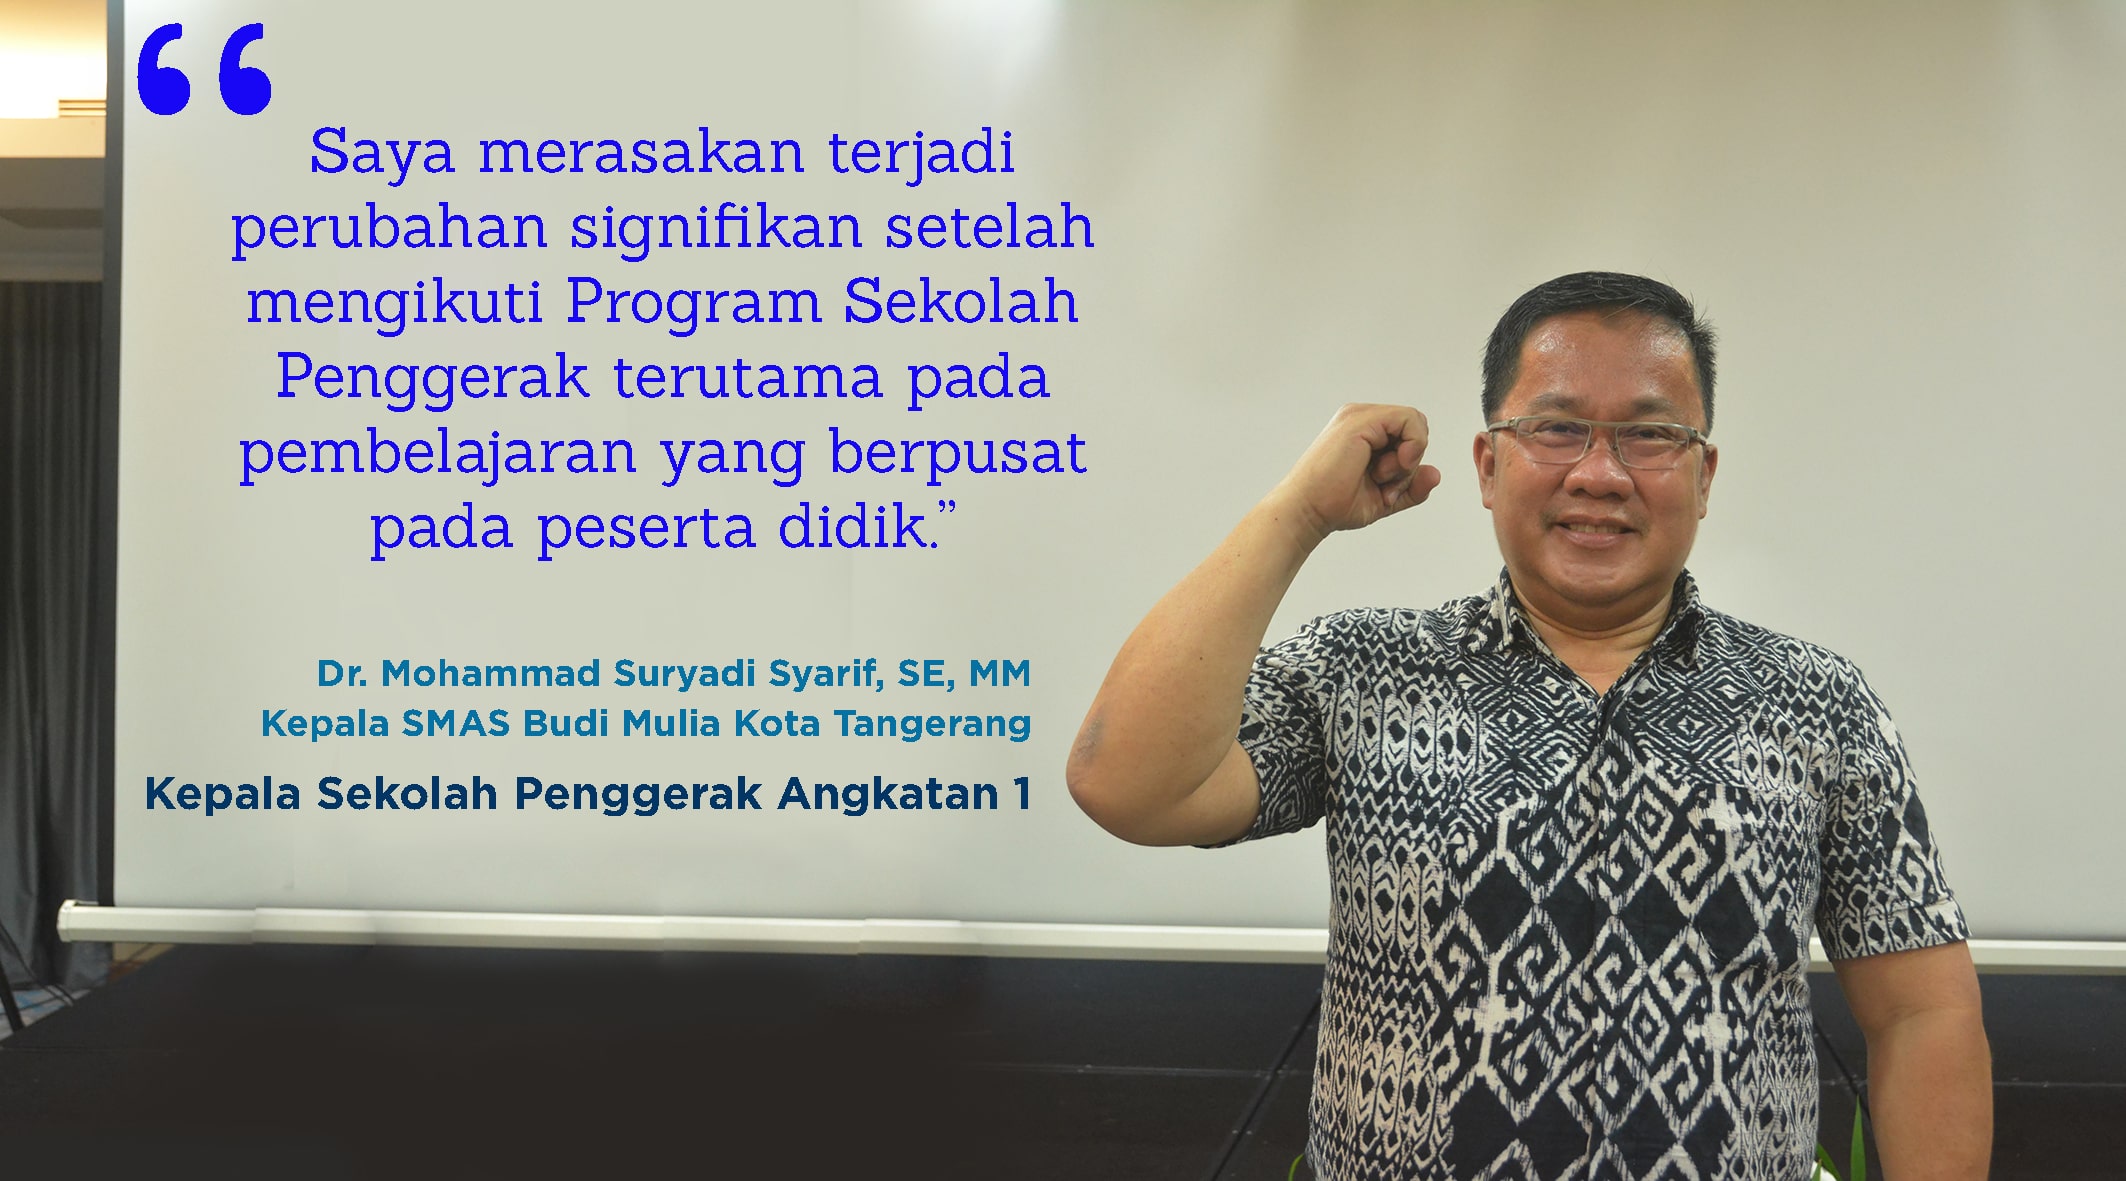 “
Saya merasakan terjadi
perubahan signifikan setelah
mengikuti Program Sekolah
Penggerak terutama pada
pembelajaran yang berpusat
pada peserta didik.”
Dr. Mohammad Suryadi Syarif, SE, MM
Kepala SMAS Budi Mulia Kota Tangerang
Kepala Sekolah Penggerak Angkatan 1